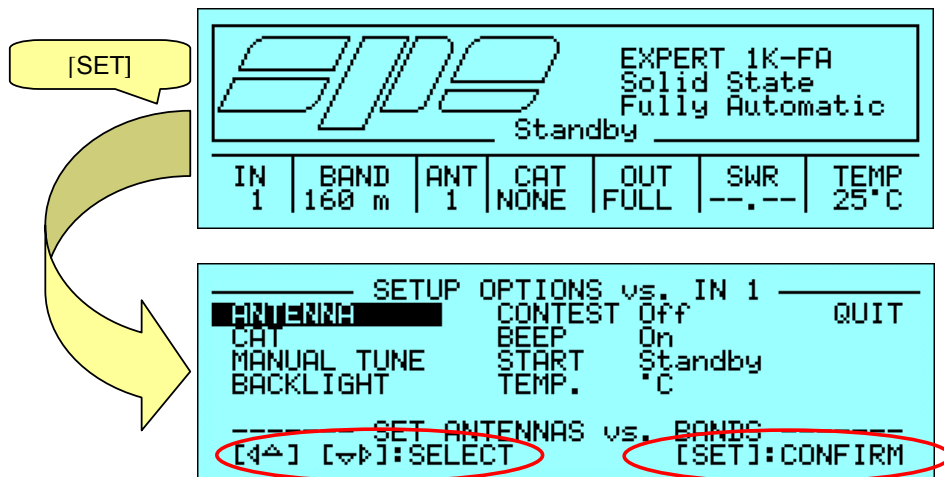 [SET]
spe
EXPERT 1K-FA
Solid State
Fully Automatic
Standby
IN BAND ANT CAT OUT SWR TEMP
1 160 m 1 NONE FULL --.-- 25°C
SETUP OPTIONS vs. IN 1
ANTENNA CONTEST Off QUIT
CAT BEEP On
MANUAL TUNE START Standby
BACKLIGHT TEMP. °C
------- SET ANTENNAS vs. BANDS -------
[◁△] [▽▷]:SELECT [SET]:CONFIRM